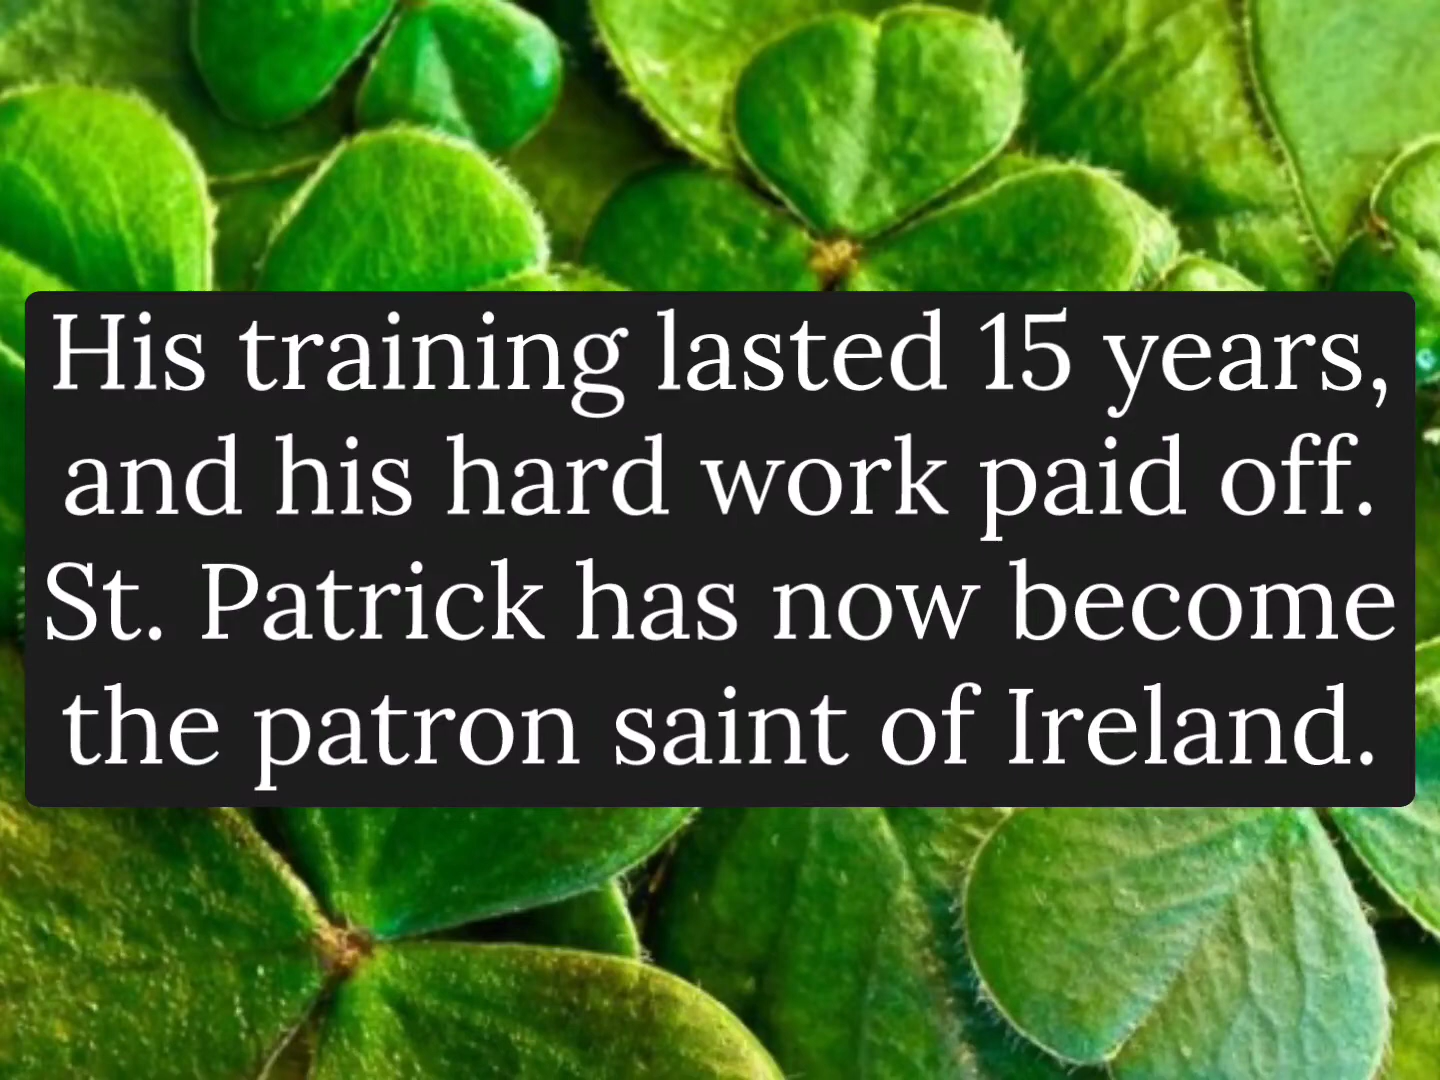 His training lasted 15 years,
and his hard work paid off.
St. Patrick has now become
the patron saint of Ireland.